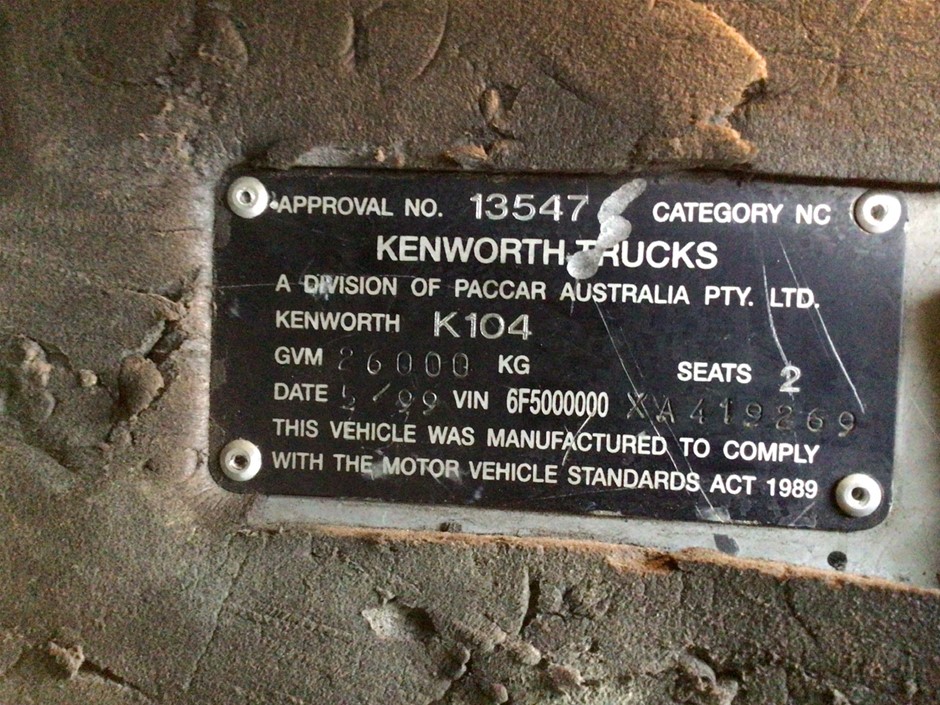 APPROVAL NO. 13547 CATEGORY NC
KENWORTH TRUCKS
A DIVISION OF PACCAR AUSTRALIA PTY. LTD.
KENWORTH K104
GVM 26000 KG SEATS 2
DATE 5/99 VIN 6F5000000 XA419269
THIS VEHICLE WAS MANUFACTURED TO COMPLY
WITH THE MOTOR VEHICLE STANDARDS ACT 1989